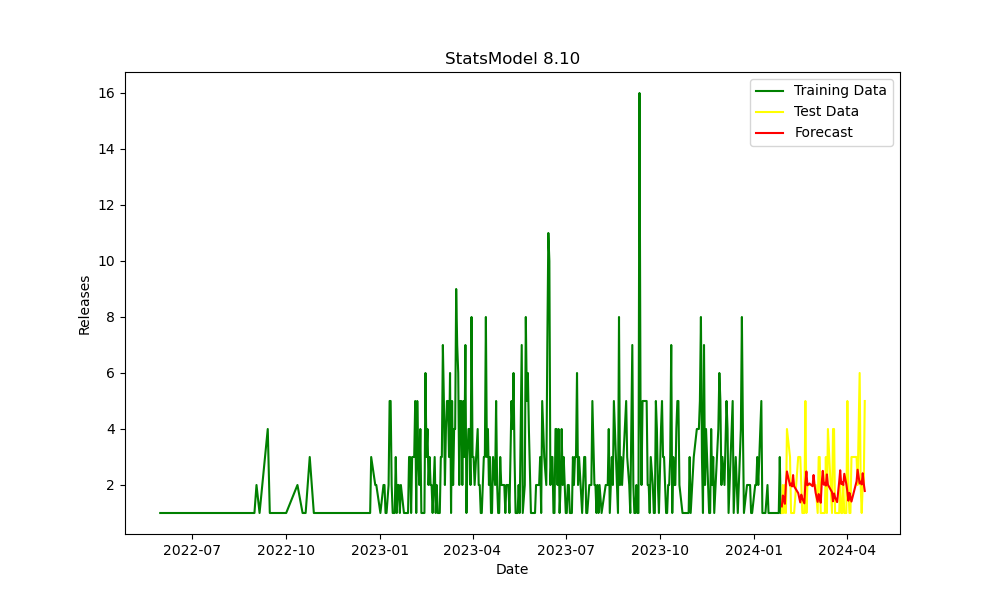 StatsModel 8.10
Training Data
Test Data
Forecast
Releases
16
14
12
10
8
6
4
2
2022-07 2022-10 2023-01 2023-04 2023-07 2023-10 2024-01 2024-04
Date